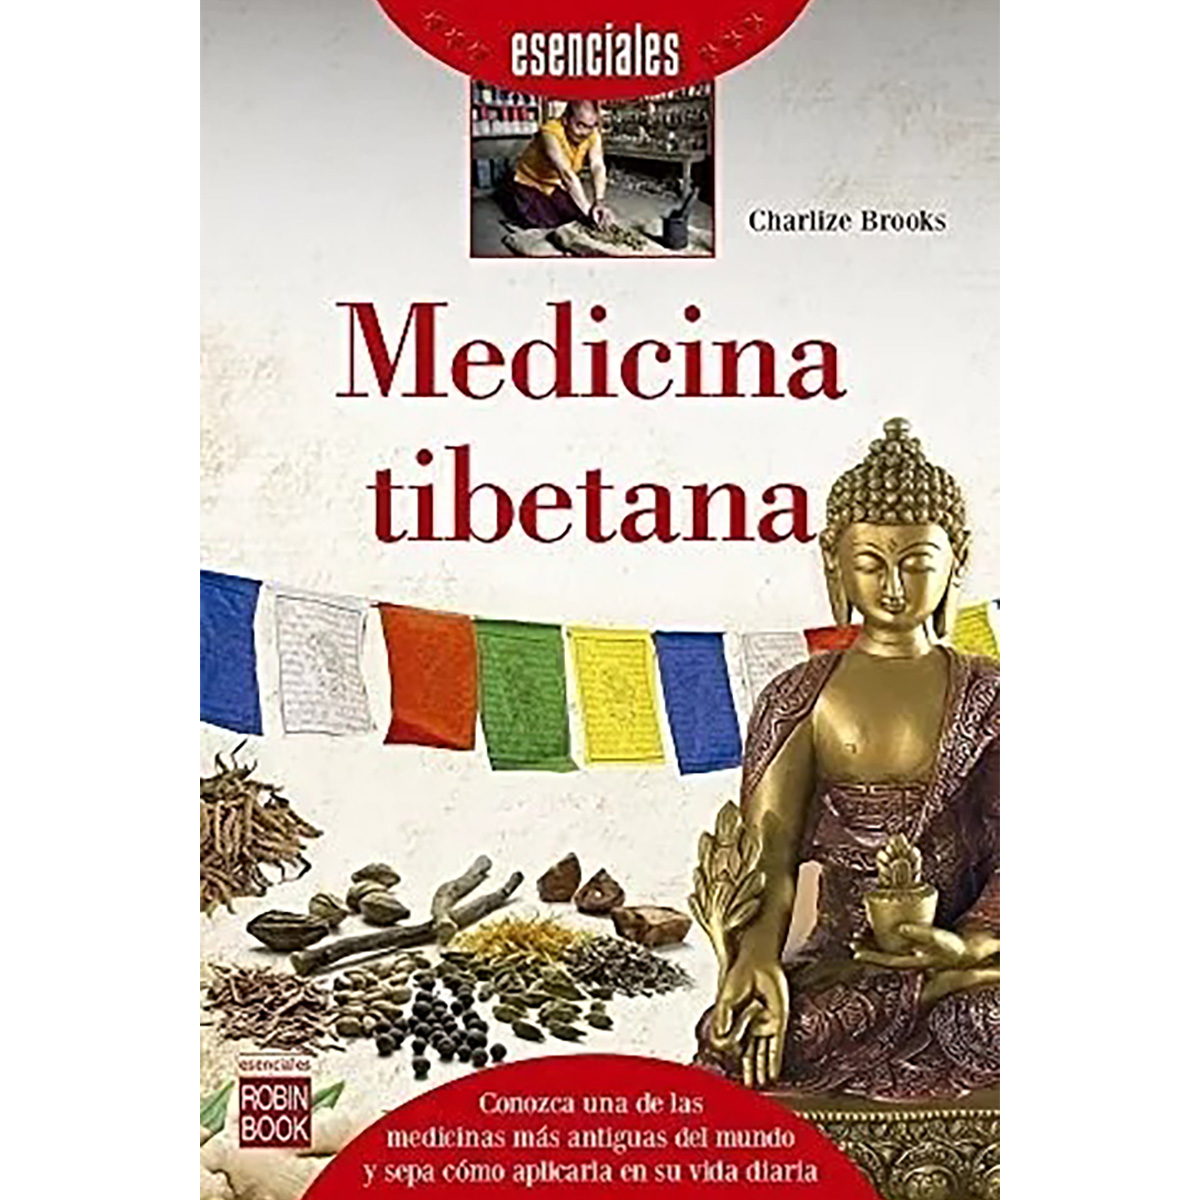 esenciales
Charlize Brooks
Medicina
tibetana
esenciales
ROBIN
BOOK
Conozca una de las
medicinas más antiguas del mundo
y sepa cómo aplicarla en su vida diaria